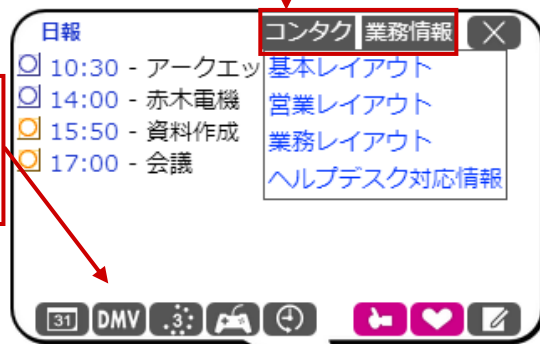 日報
コンタク 業務情報
10:30 - アークエッ
14:00 - 赤木電機
15:50 - 資料作成
17:00 - 会議
基本レイアウト
営業レイアウト
業務レイアウト
ヘルプデスク対応情報
31 DMV 3